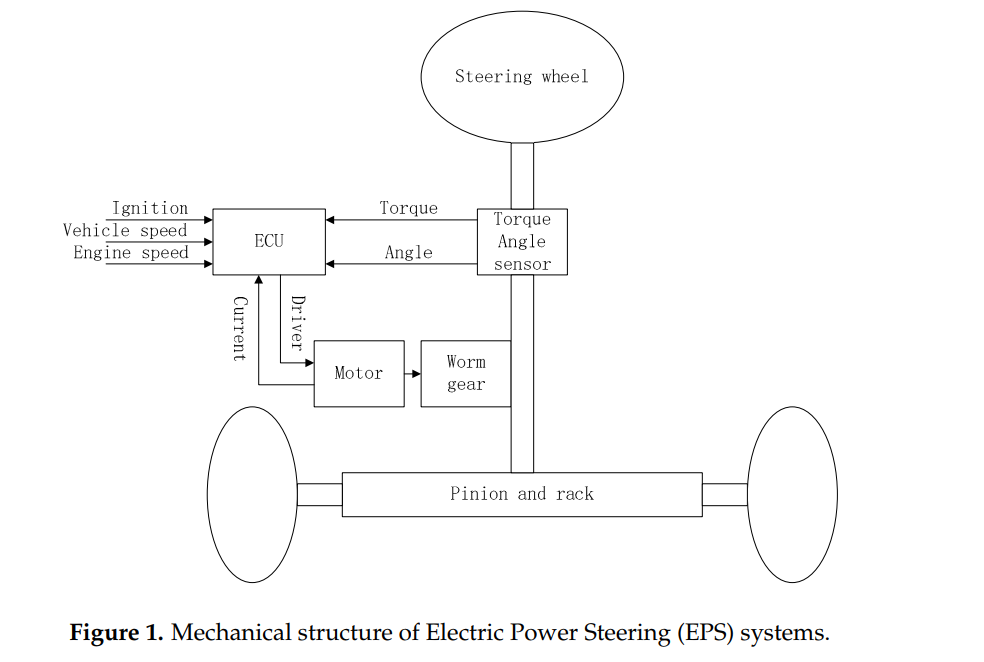 Steering wheel
Ignition
Vehicle speed
Engine speed
ECU
Torque
Angle
Torque
Angle
sensor
Current
Driver
Motor
Worm
gear
Pinion and rack
Figure 1. Mechanical structure of Electric Power Steering (EPS) systems.